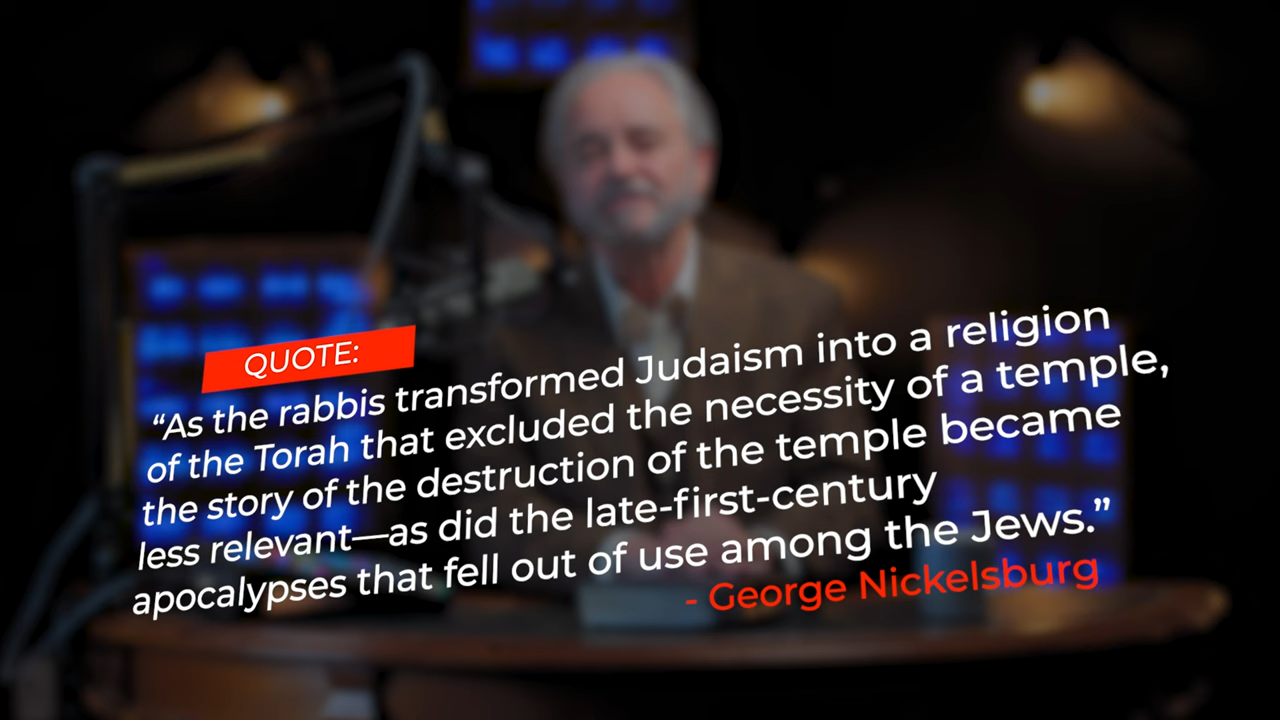 QUOTE:
“As the rabbis transformed Judaism into a religion
of the Torah that excluded the necessity of a temple,
the story of the destruction of the temple became
less relevant—as did the late-first-century
apocalypses that fell out of use among the Jews.”
- George Nickelsburg